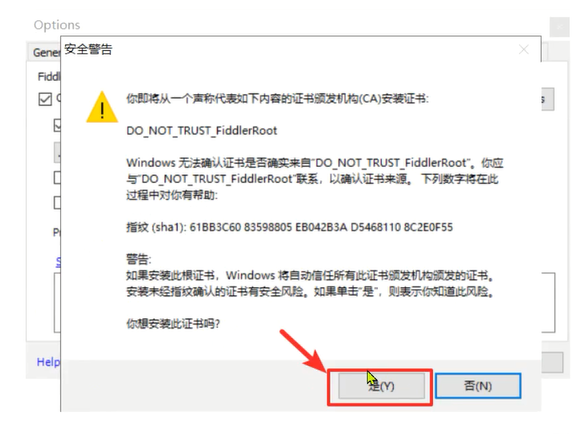 Options
安全警告
你即将从一个声称代表如下内容的证书颁发机构(CA)安装证书:
DO_NOT_TRUST_FiddlerRoot
Windows 无法确认证书是否确实来自"DO_NOT_TRUST_FiddlerRoot"。你应
与"DO_NOT_TRUST_FiddlerRoot"联系，以确认证书来源。 下列数字将在此
过程中对你有帮助:
指纹 (sha1): 61BB3C60 83598805 EB042B3A D5468110 8C2E0F55
警告:
如果安装此根证书，Windows 将自动信任所有此证书颁发机构颁发的证书。
安装未经指纹确认的证书有安全风险。如果单击"是"，则表示你知道此风险。
你想安装此证书吗?
Help
是(Y)
否(N)